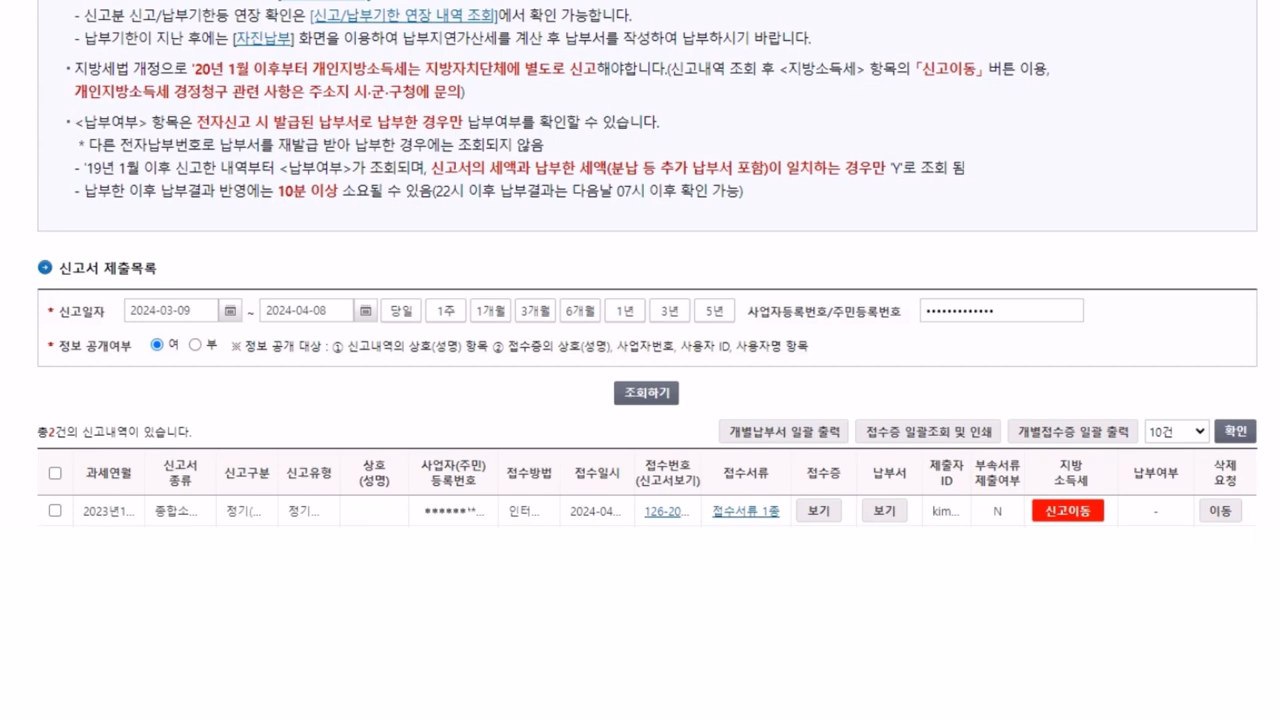 - 신고분 신고/납부기한등 연장 확인은 [신고/납부기한 연장 내역 조회]에서 확인 가능합니다.
- 납부기한이 지난 후에는 [자진납부] 화면을 이용하여 납부지연가산세를 계산 후 납부서를 작성하여 납부하시기 바랍니다.
• 지방세법 개정으로 '20년 1월 이후부터 개인지방소득세는 지방자치단체에 별도로 신고해야합니다.(신고내역 조회 후 <지방소득세> 항목의 「신고이동」 버튼 이용,
개인지방소득세 경정청구 관련 사항은 주소지 시·군·구청에 문의)
• <납부여부> 항목은 전자신고 시 발급된 납부서로 납부한 경우만 납부여부를 확인할 수 있습니다.
* 다른 전자납부번호로 납부서를 재발급 받아 납부한 경우에는 조회되지 않음
- '19년 1월 이후 신고한 내역부터 <납부여부>가 조회되며, 신고서의 세액과 납부한 세액(분납 등 추가 납부서 포함)이 일치하는 경우만 'Y'로 조회 됨
- 납부한 이후 납부결과 반영에는 10분 이상 소요될 수 있음(22시 이후 납부결과는 다음날 07시 이후 확인 가능)
신고서 제출목록
* 신고일자 2024-03-09 ~ 2024-04-08 당일 1주 1개월 3개월 6개월 1년 3년 5년 사업자등록번호/주민등록번호 •••••••••••••
* 정보 공개여부 여 부 ※ 정보 공개 대상 : ① 신고내역의 상호(성명) 항목 ② 접수증의 상호(성명), 사업자번호, 사용자 ID, 사용자명 항목
조회하기
총2건의 신고내역이 있습니다. 개별납부서 일괄 출력 접수증 일괄조회 및 인쇄 개별접수증 일괄 출력 10건 확인
과세연월 신고서 종류 신고구분 신고유형 상호 (성명) 사업자(주민) 등록번호 접수방법 접수일시 접수번호 (신고서보기) 접수서류 접수증 납부서 제출자 ID 부속서류 제출여부 지방 소득세 납부여부 삭제 요청
2023년1... 종합소... 정기(... 정기... ******'*... 인터... 2024-04... 126-20... 접수서류 1종 보기 보기 kim... N 신고이동 - 이동